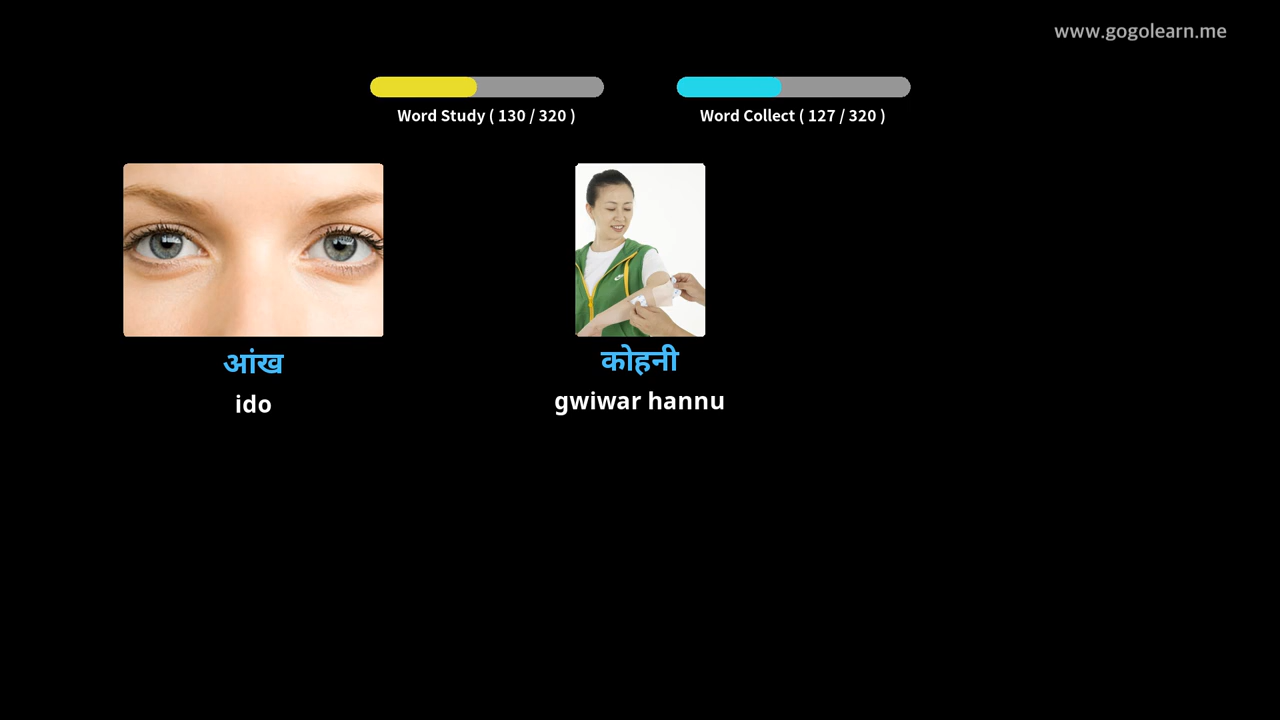 www.gogolearn.me
Word Study ( 130 / 320 )
Word Collect ( 127 / 320 )
आंख
ido
कोहनी
gwiwar hannu